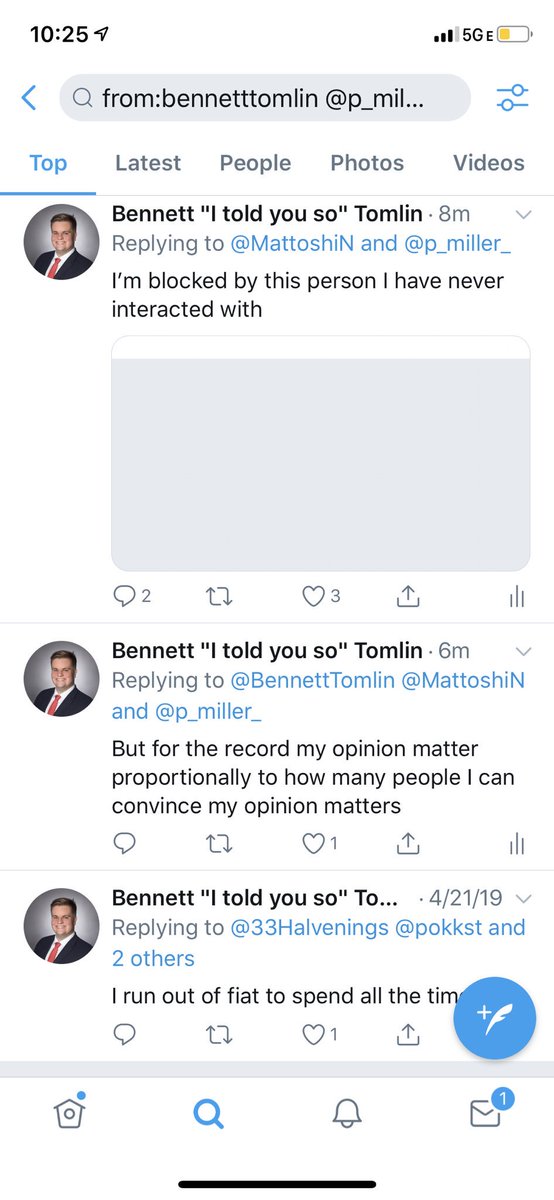 10:25
5GE
from:bennetttomlin @p_mil...
Top Latest People Photos Videos
Bennett "I told you so" Tomlin · 8m
Replying to @MattoshiN and @p_miller_
I’m blocked by this person I have never
interacted with
2 3
Bennett "I told you so" Tomlin · 6m
Replying to @BennettTomlin @MattoshiN
and @p_miller_
But for the record my opinion matter
proportionally to how many people I can
convince my opinion matters
1
Bennett "I told you so" To... · 4/21/19
Replying to @33Halvenings @pokkst and
2 others
I run out of fiat to spend all the tim
1
1